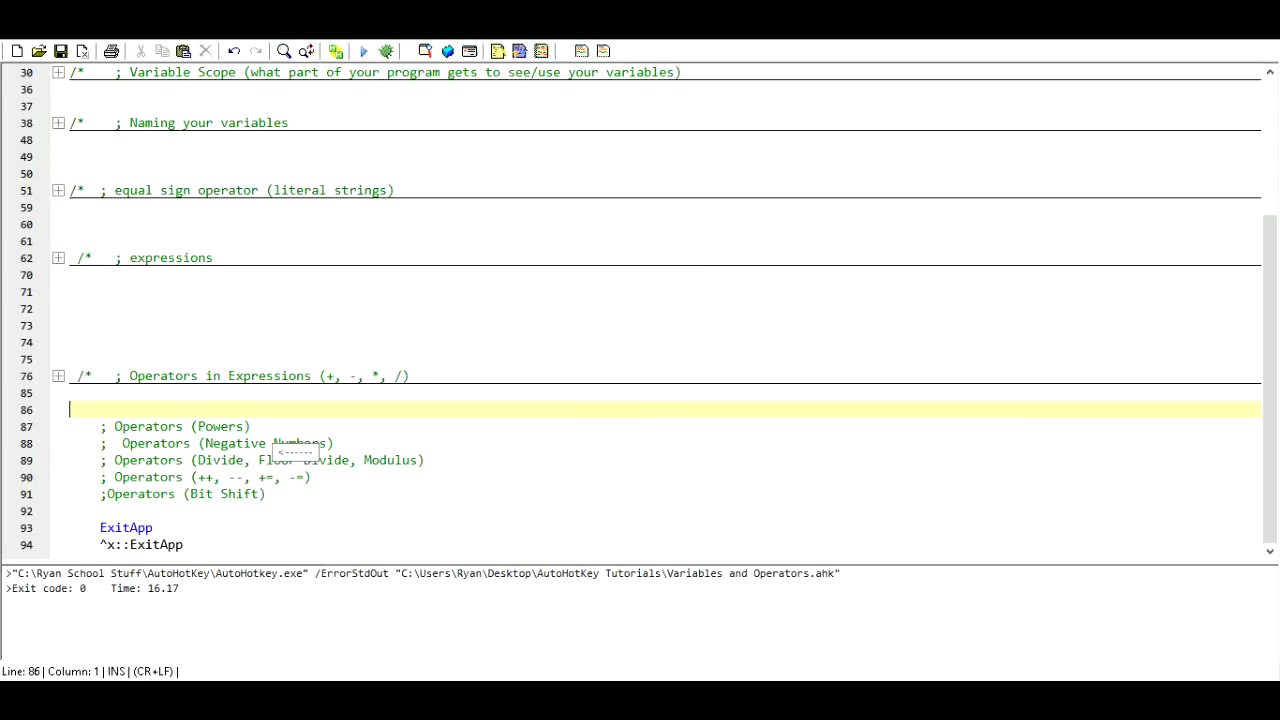 30 /* ; Variable Scope (what part of your program gets to see/use your variables)
36
37
38 /* ; Naming your variables
48
49
50
51 /* ; equal sign operator (literal strings)
59
60
61
62 /* ; expressions
70
71
72
73
74
75
76 /* ; Operators in Expressions (+, -, *, /)
85
86
87 ; Operators (Powers)
88 ; Operators (Negative Numbers)
<------
89 ; Operators (Divide, Floor Divide, Modulus)
90 ; Operators (++, --, +=, -=)
91 ;Operators (Bit Shift)
92
93 ExitApp
94 ^x::ExitApp
>"C:\Ryan School Stuff\AutoHotKey\AutoHotkey.exe" /ErrorStdOut "C:\Users\Ryan\Desktop\AutoHotKey Tutorials\Variables and Operators.ahk"
>Exit code: 0 Time: 16.17
Line: 86| Column: 1 | INS | (CR+LF) |